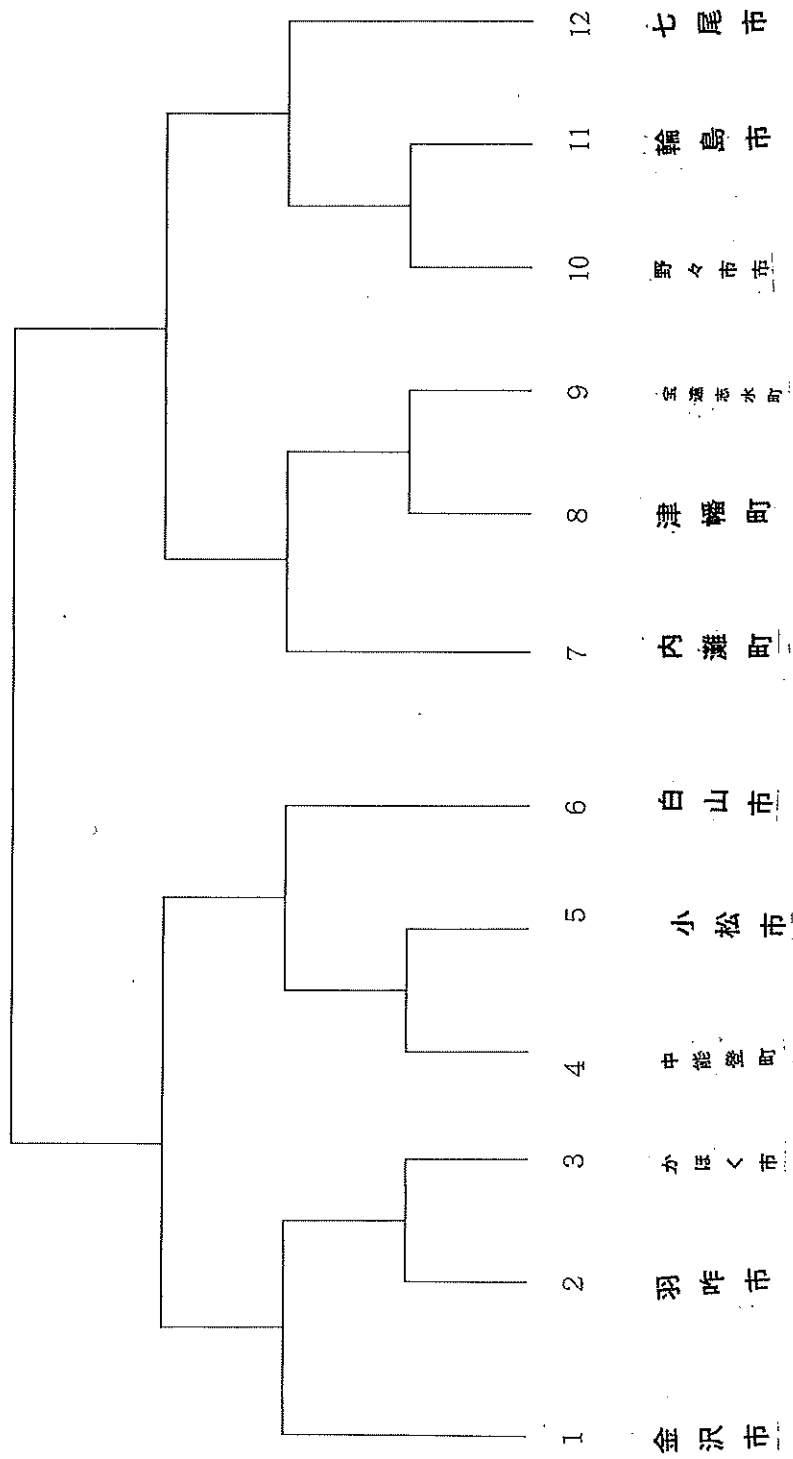 1 金沢市
2 羽咋市
3 かほく市
4 中能登町
5 小松市
6 白山市
7 内灘町
8 津幡町
9 宝達志水町
10 野々市市
11 輪島市
12 七尾市